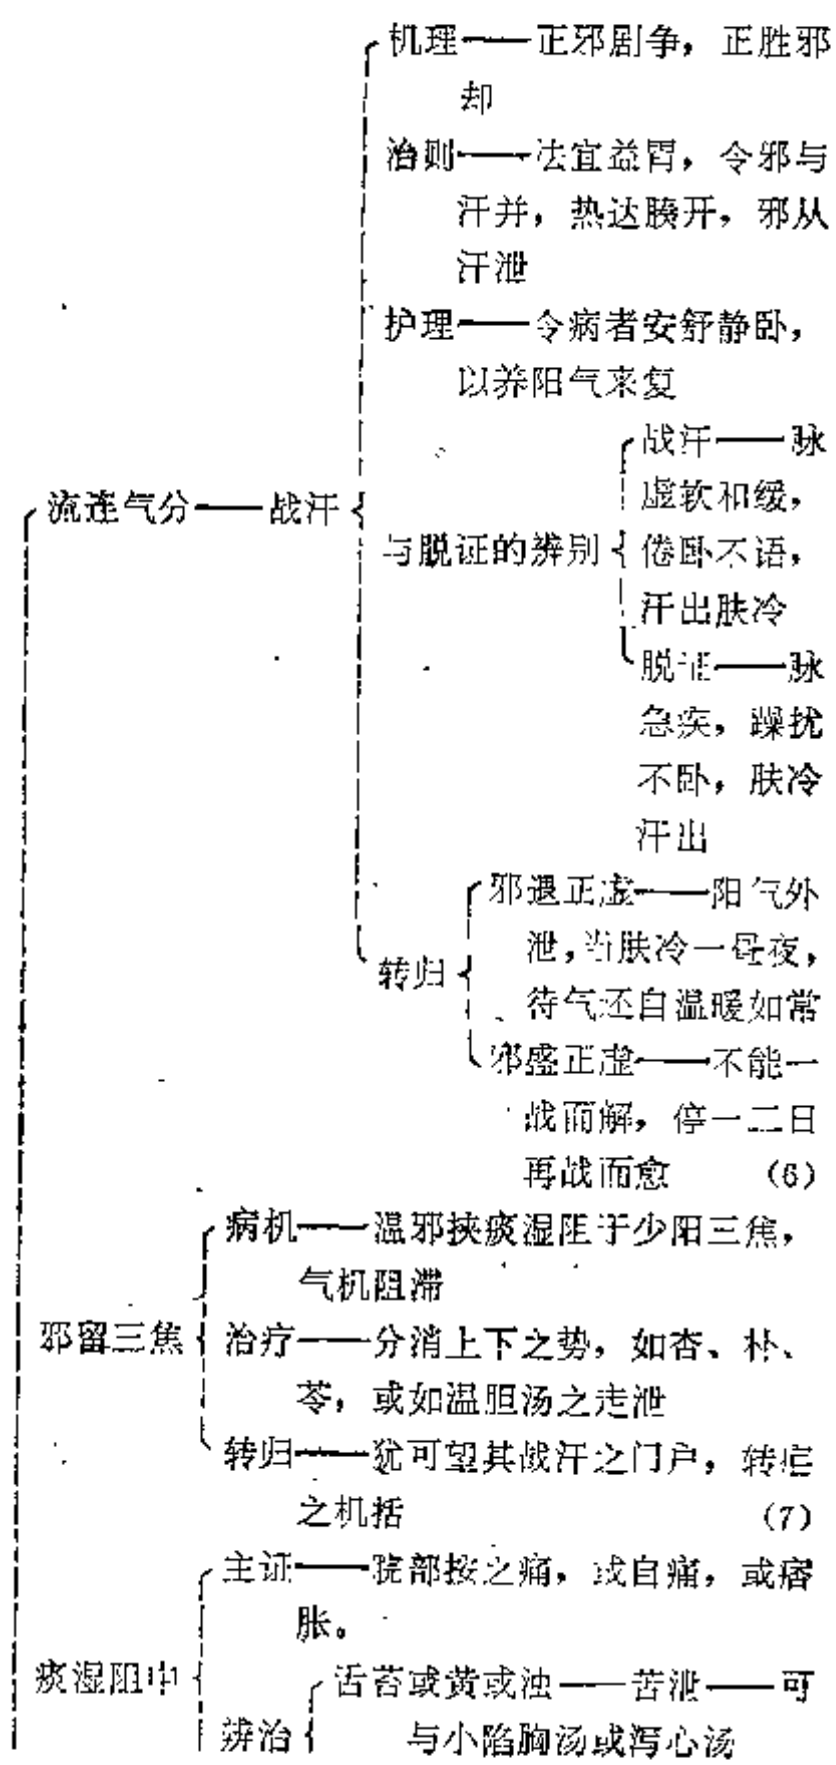 机理——正邪剧争，正胜邪
却
治则——法宜益胃，令邪与
汗并，热达腠开，邪从
汗泄
护理——令病者安舒静卧，
以养阳气来复
战汗——脉
流连气分——战汗
虚软和缓，
与脱证的辨别
倦卧不语，
汗出肤冷
脱证——脉
急疾，躁扰
不卧，肤冷
汗出
邪退正虚——阳气外
泄，当肤冷一昼夜，
转归
待气还自温暖如常
邪盛正虚——不能一
战而解，停一二日
再战而愈 （6）
病机——温邪挟痰湿阻于少阳三焦，
气机阻滞
邪留三焦
治疗——分消上下之势，如杏、朴、
苓，或如温胆汤之走泄
转归——犹可望其战汗之门户，转疟
之机括 （7）
主证——脘部按之痛，或自痛，或痞
胀。
痰湿阻中
舌苔或黄或浊——苦泄——可
辨治
与小陷胸汤或泻心汤